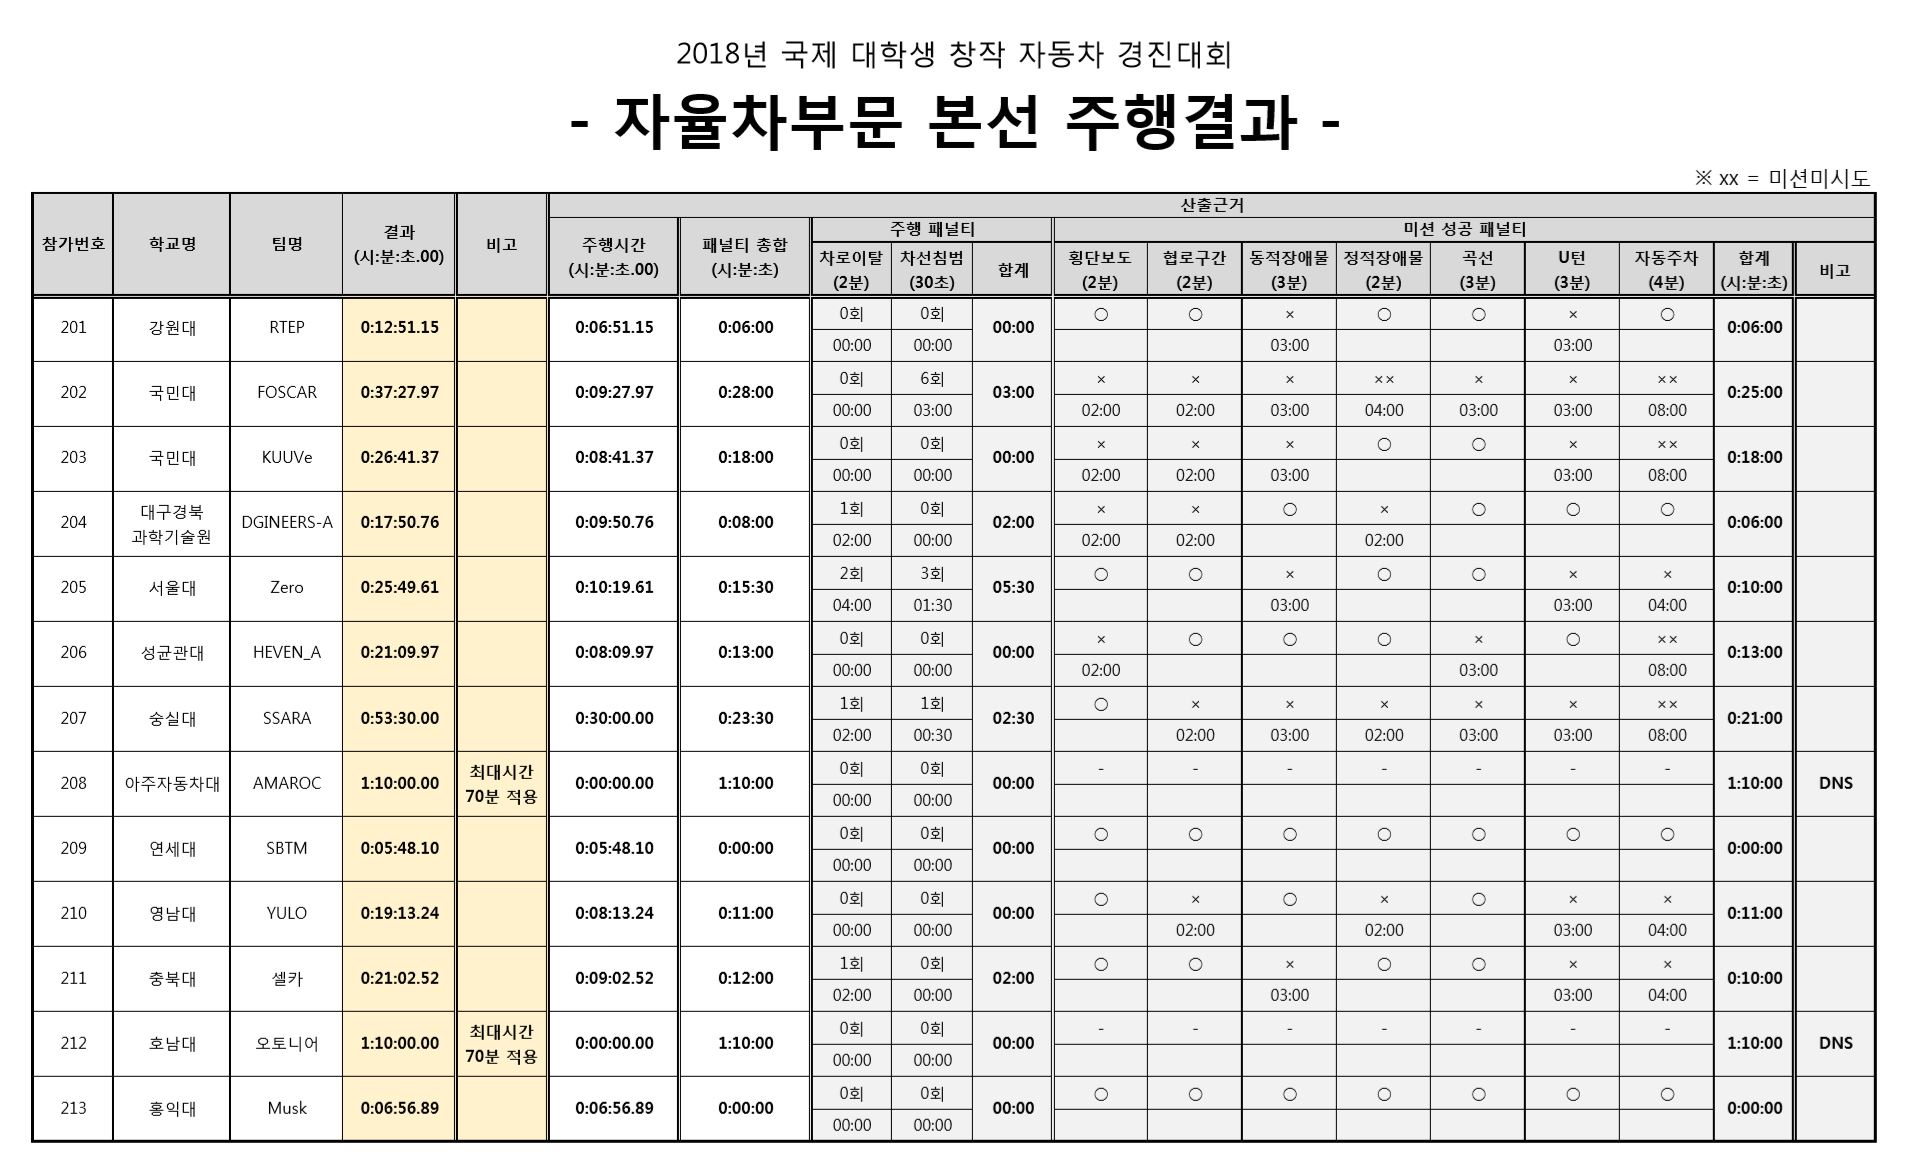 2018년 국제 대학생 창작 자동차 경진대회
- 자율차부문 본선 주행결과 -
※ xx = 미션미시도
참가번호 학교명 팀명 결과 (시:분:초.00) 비고 산출근거
주행시간 (시:분:초.00) 패널티 종합 (시:분:초) 주행 패널티 미션 성공 패널티
차로이탈 (2분) 차선침범 (30초) 합계 횡단보도 (2분) 협로구간 (2분) 동적장애물 (3분) 정적장애물 (2분) 곡선 (3분) U턴 (3분) 자동주차 (4분) 합계 (시:분:초) 비고
201 강원대 RTEP 0:12:51.15 0:06:51.15 0:06:00 0회 0회 00:00 ○ ○ × ○ ○ × ○ 0:06:00
00:00 00:00 03:00 03:00
202 국민대 FOSCAR 0:37:27.97 0:09:27.97 0:28:00 0회 6회 03:00 × × × ×× × × ×× 0:25:00
00:00 03:00 02:00 02:00 03:00 04:00 03:00 03:00 08:00
203 국민대 KUUVe 0:26:41.37 0:08:41.37 0:18:00 0회 0회 00:00 × × × ○ ○ × ×× 0:18:00
00:00 00:00 02:00 02:00 03:00 03:00 08:00
204 대구경북 과학기술원 DGINEERS-A 0:17:50.76 0:09:50.76 0:08:00 1회 0회 02:00 × × ○ × ○ ○ ○ 0:06:00
02:00 00:00 02:00 02:00 02:00
205 서울대 Zero 0:25:49.61 0:10:19.61 0:15:30 2회 3회 05:30 ○ ○ × ○ ○ × × 0:10:00
04:00 01:30 03:00 03:00 04:00
206 성균관대 HEVEN_A 0:21:09.97 0:08:09.97 0:13:00 0회 0회 00:00 × ○ ○ ○ × ○ ×× 0:13:00
00:00 00:00 02:00 03:00 08:00
207 숭실대 SSARA 0:53:30.00 0:30:00.00 0:23:30 1회 1회 02:30 ○ × × × × × ×× 0:21:00
02:00 00:30 02:00 03:00 02:00 03:00 03:00 08:00
208 아주자동차대 AMAROC 1:10:00.00 최대시간 70분 적용 0:00:00.00 1:10:00 0회 0회 00:00 - - - - - - - 1:10:00 DNS
00:00 00:00
209 연세대 SBTM 0:05:48.10 0:05:48.10 0:00:00 0회 0회 00:00 ○ ○ ○ ○ ○ ○ ○ 0:00:00
00:00 00:00
210 영남대 YULO 0:19:13.24 0:08:13.24 0:11:00 0회 0회 00:00 ○ × ○ × ○ × × 0:11:00
00:00 00:00 02:00 02:00 03:00 04:00
211 충북대 셀카 0:21:02.52 0:09:02.52 0:12:00 1회 0회 02:00 ○ ○ × ○ ○ × × 0:10:00
02:00 00:00 03:00 03:00 04:00
212 호남대 오토니어 1:10:00.00 최대시간 70분 적용 0:00:00.00 1:10:00 0회 0회 00:00 - - - - - - - 1:10:00 DNS
00:00 00:00
213 홍익대 Musk 0:06:56.89 0:06:56.89 0:00:00 0회 0회 00:00 ○ ○ ○ ○ ○ ○ ○ 0:00:00
00:00 00:00